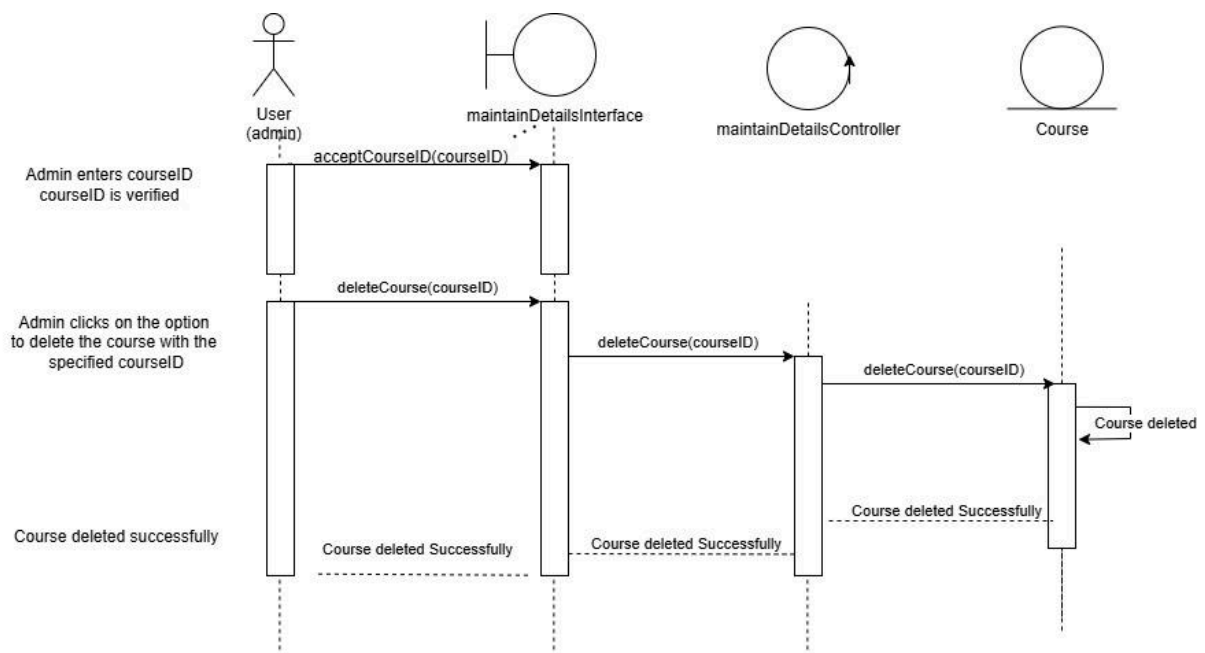 User
(admin)
maintainDetailsInterface
maintainDetailsController
Course
Admin enters courseID
courseID is verified
acceptCourseID(courseID)
deleteCourse(courseID)
Admin clicks on the option
to delete the course with the
specified courseID
deleteCourse(courseID)
deleteCourse(courseID)
Course deleted
Course deleted Successfully
Course deleted successfully
Course deleted Successfully
Course deleted Successfully